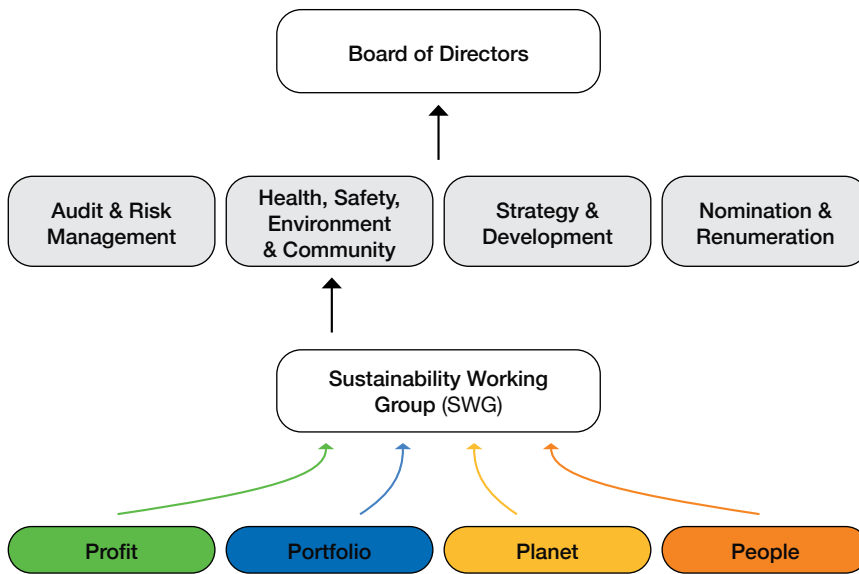 Board of Directors
Audit & Risk
Management
Health, Safety,
Environment
& Community
Strategy &
Development
Nomination &
Renumeration
Sustainability Working
Group (SWG)
Profit
Portfolio
Planet
People